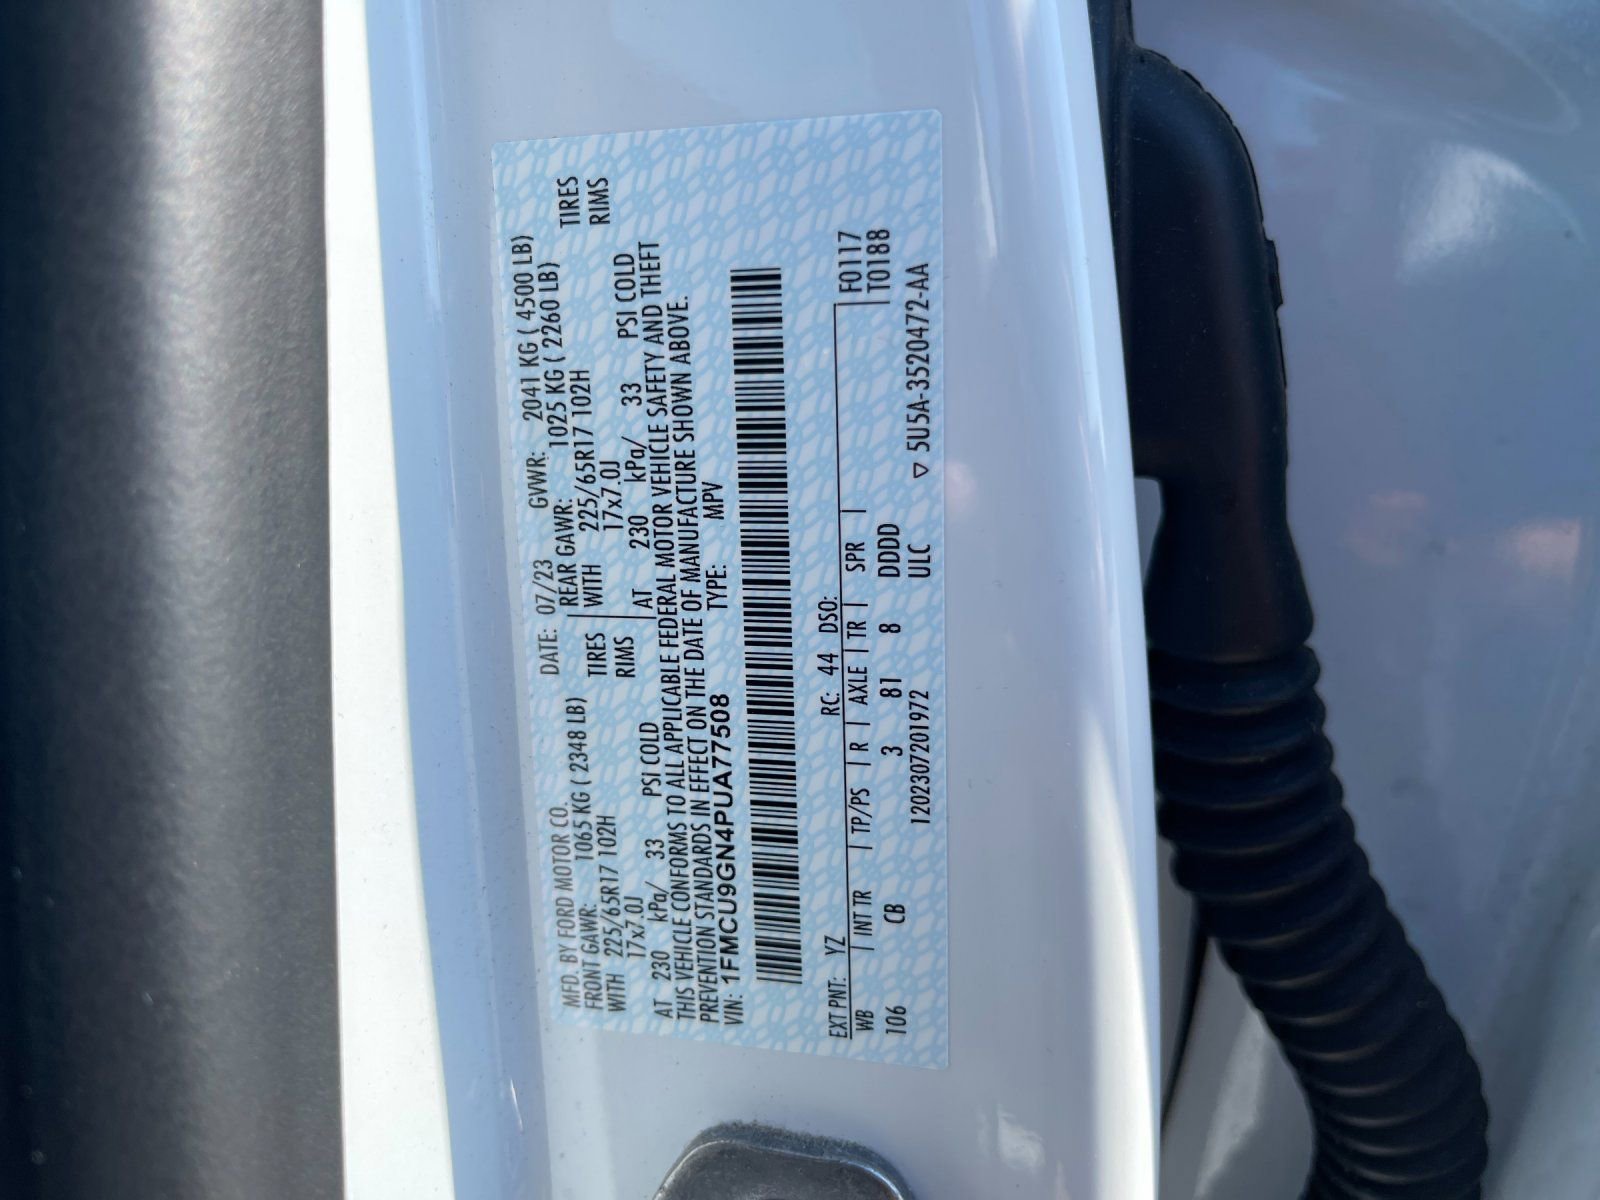 MFD. BY FORD MOTOR CO. DATE: 07/23 GVWR: 2041 KG ( 4500 LB)
FRONT GAWR: 1065 KG ( 2348 LB) REAR GAWR: 1025 KG ( 2260 LB)
WITH 225/65R17 102H TIRES WITH 225/65R17 102H TIRES
17x7.0J RIMS 17x7.0J RIMS
AT 230 kPa/ 33 PSI COLD AT 230 kPa/ 33 PSI COLD
THIS VEHICLE CONFORMS TO ALL APPLICABLE FEDERAL MOTOR VEHICLE SAFETY AND THEFT
PREVENTION STANDARDS IN EFFECT ON THE DATE OF MANUFACTURE SHOWN ABOVE.
VIN: 1FMCU9GN4PUA77508 TYPE: MPV
EXT PNT: YZ RC: 44 DSO: F0117
WB INT TR TP/PS R AXLE TR SPR T0188
106 CB 3 81 8 DDDD
1202307201972 ULC ▽ 5U5A-3520472-AA